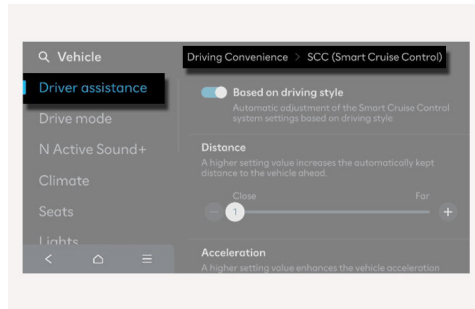 Vehicle
Driving Convenience > SCC (Smart Cruise Control)
Driver assistance
Drive mode
N Active Sound+
Climate
Seats
Lights
Based on driving style
Automatic adjustment of the Smart Cruise Control
system settings based on driving style
Distance
A higher setting value increases the automatically kept
distance to the vehicle ahead.
Close
Far
1
Acceleration
A higher setting value enhances the vehicle acceleration